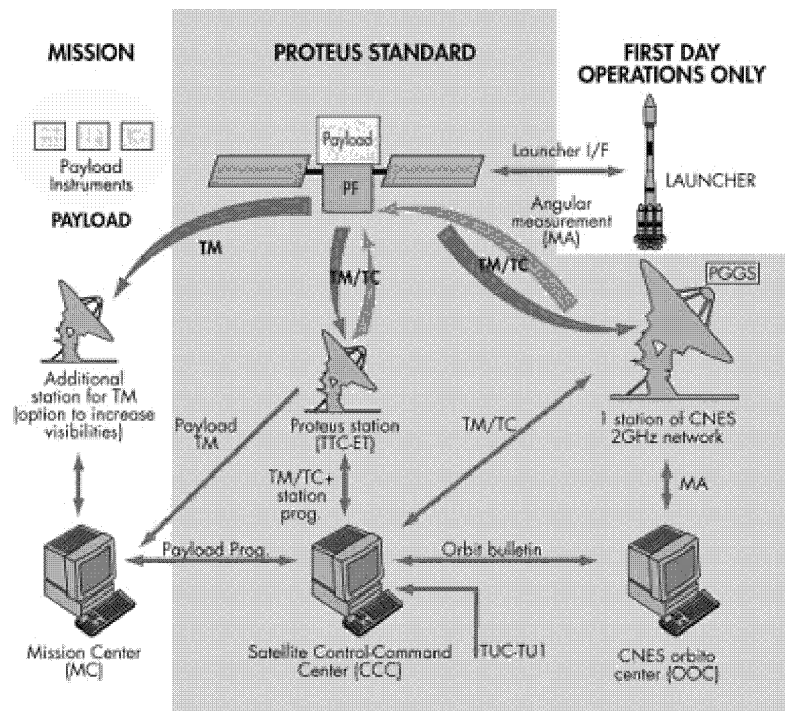 MISSION
PROTEUS STANDARD
FIRST DAY
OPERATIONS ONLY
Payload
Instruments
PAYLOAD
Payload
PF
Launcher I/F
LAUNCHER
Angular
measurement
(MA)
TM
TM/TC
TM/TC
PGGS
Additional
station for TM
(option to increase
visibilities)
Payload
TM
Proteus station
(TTC-ET)
TM/TC
1 station of CNES
2GHz network
TM/TC+
station
prog.
MA
Payload Prog.
Orbit bulletin
Mission Center
(MC)
Satellite Control-Command
Center (CCC)
TUC-TU1
CNES orbito
center (OOC)